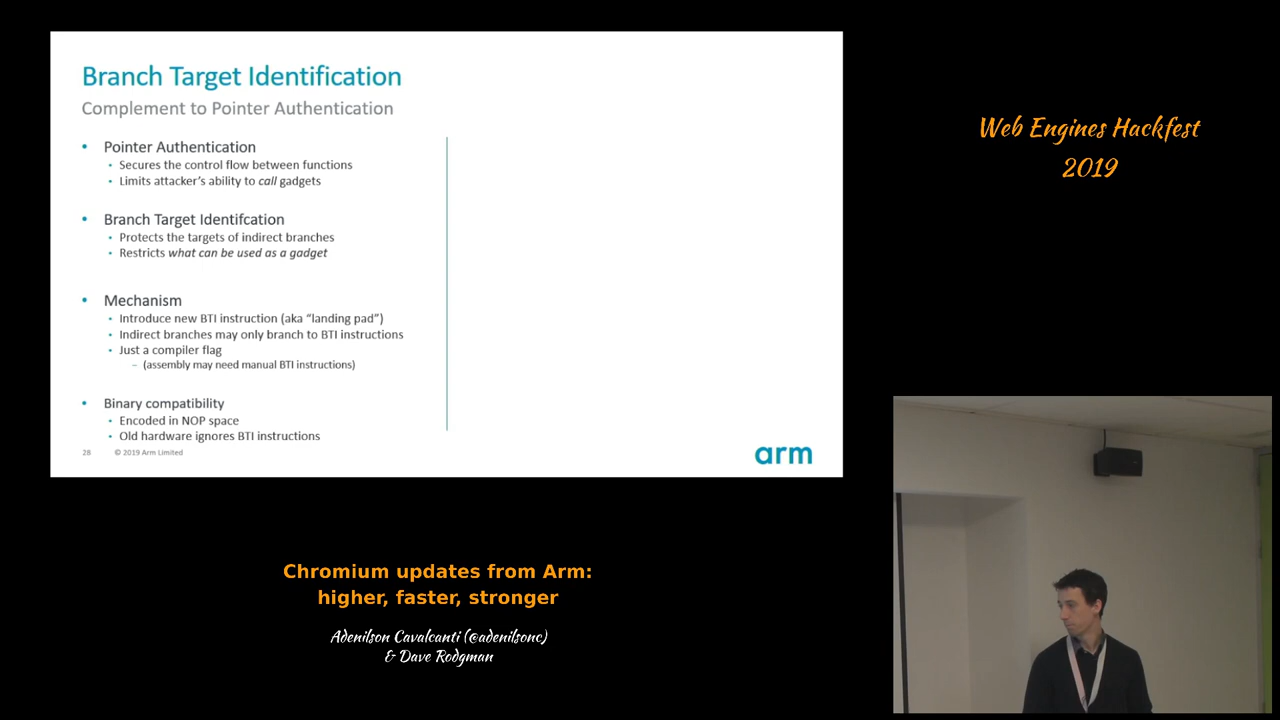 Branch Target Identification
Complement to Pointer Authentication
• Pointer Authentication
• Secures the control flow between functions
• Limits attacker's ability to call gadgets
• Branch Target Identifcation
• Protects the targets of indirect branches
• Restricts what can be used as a gadget
• Mechanism
• Introduce new BTI instruction (aka “landing pad”)
• Indirect branches may only branch to BTI instructions
• Just a compiler flag
– (assembly may need manual BTI instructions)
• Binary compatibility
• Encoded in NOP space
• Old hardware ignores BTI instructions
28 © 2019 Arm Limited
arm
Web Engines Hackfest
2019
Chromium updates from Arm:
higher, faster, stronger
Adenilson Cavalcanti (@adenilsonc)
& Dave Rodgman